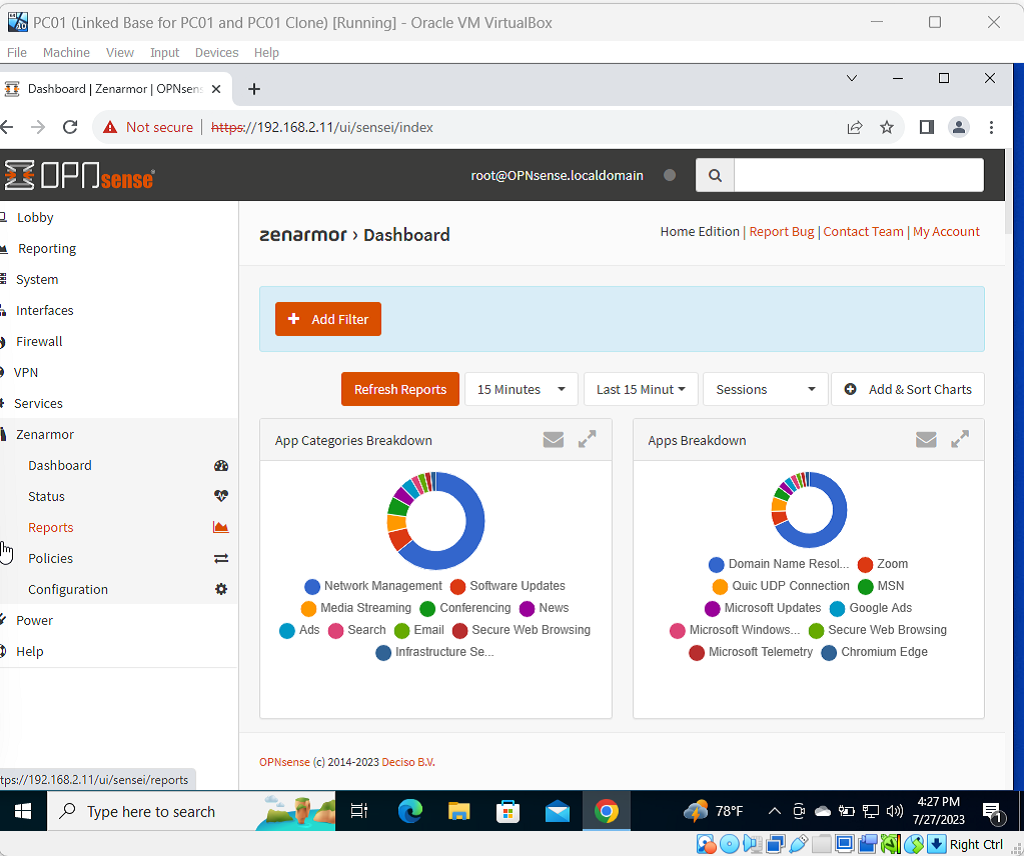 PC01 (Linked Base for PC01 and PC01 Clone) [Running] - Oracle VM VirtualBox
File Machine View Input Devices Help
Dashboard | Zenarmor | OPNsens
Not secure | https://192.168.2.11/ui/sensei/index
OPNsense
root@OPNsense.localdomain
Lobby
Reporting
System
Interfaces
Firewall
VPN
Services
Zenarmor
Dashboard
Status
Reports
Policies
Configuration
Power
Help
zenarmor › Dashboard
Home Edition | Report Bug | Contact Team | My Account
+ Add Filter
Refresh Reports 15 Minutes Last 15 Minut Sessions Add & Sort Charts
App Categories Breakdown
Network Management Software Updates
Media Streaming Conferencing News
Ads Search Email Secure Web Browsing
Infrastructure Se...
Apps Breakdown
Domain Name Resol... Zoom
Quic UDP Connection MSN
Microsoft Updates Google Ads
Microsoft Windows... Secure Web Browsing
Microsoft Telemetry Chromium Edge
OPNsense (c) 2014-2023 Deciso B.V.
tps://192.168.2.11/ui/sensei/reports
Type here to search
78°F
4:27 PM
7/27/2023
1
Right Ctrl